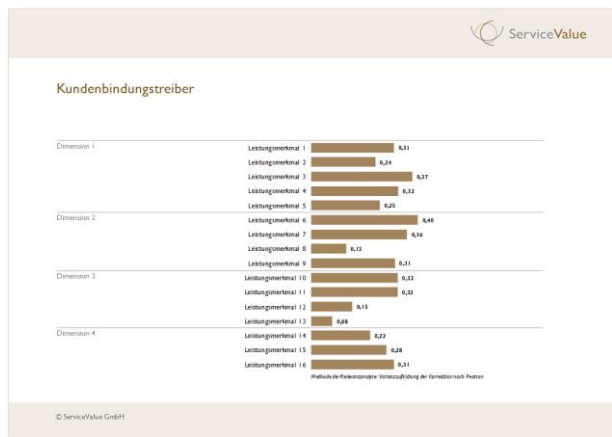 ServiceValue
Kundenbindungstreiber
Dimension 1
Leistungsmerkmal 1 0,31
Leistungsmerkmal 2 0,24
Leistungsmerkmal 3 0,37
Leistungsmerkmal 4 0,32
Leistungsmerkmal 5 0,25
Dimension 2
Leistungsmerkmal 6 0,40
Leistungsmerkmal 7 0,36
Leistungsmerkmal 8 0,13
Leistungsmerkmal 9 0,31
Dimension 3
Leistungsmerkmal 10 0,32
Leistungsmerkmal 11 0,32
Leistungsmerkmal 12 0,15
Leistungsmerkmal 13 0,08
Dimension 4
Leistungsmerkmal 14 0,22
Leistungsmerkmal 15 0,28
Leistungsmerkmal 16 0,31
Methode der Relevanzanalyse: Varianzaufklärung der Korrelation nach Pearson
© ServiceValue GmbH